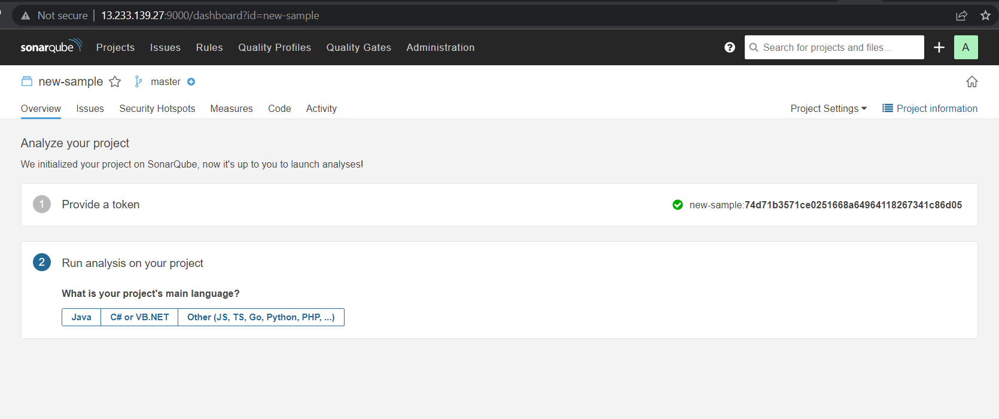 Not secure | 13.233.139.27:9000/dashboard?id=new-sample
sonarqube Projects Issues Rules Quality Profiles Quality Gates Administration ? Search for projects and files... + A
new-sample master
Overview Issues Security Hotspots Measures Code Activity Project Settings Project information
Analyze your project
We initialized your project on SonarQube, now it's up to you to launch analyses!
1 Provide a token new-sample:74d71b3571ce0251668a64964118267341c86d05
2 Run analysis on your project
What is your project's main language?
Java C# or VB.NET Other (JS, TS, Go, Python, PHP, ...)